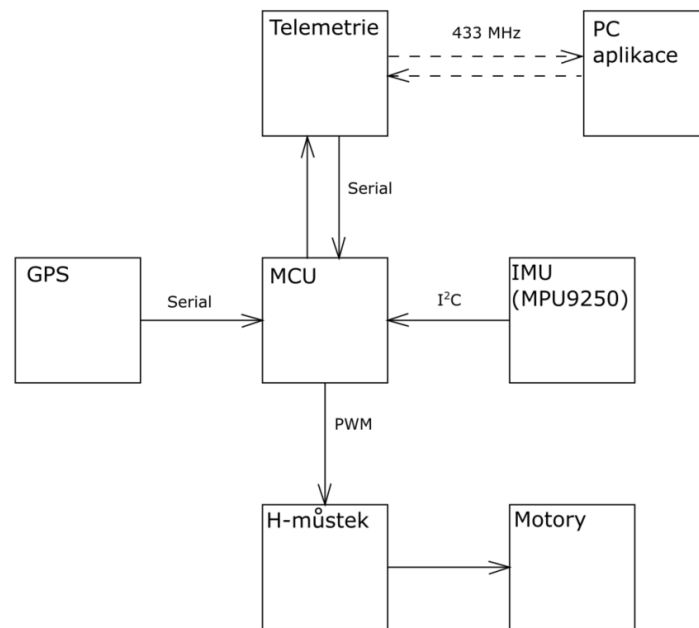 Telemetrie
433 MHz
PC
aplikace
Serial
GPS
Serial
MCU
I²C
IMU
(MPU9250)
PWM
H-můstek
Motory